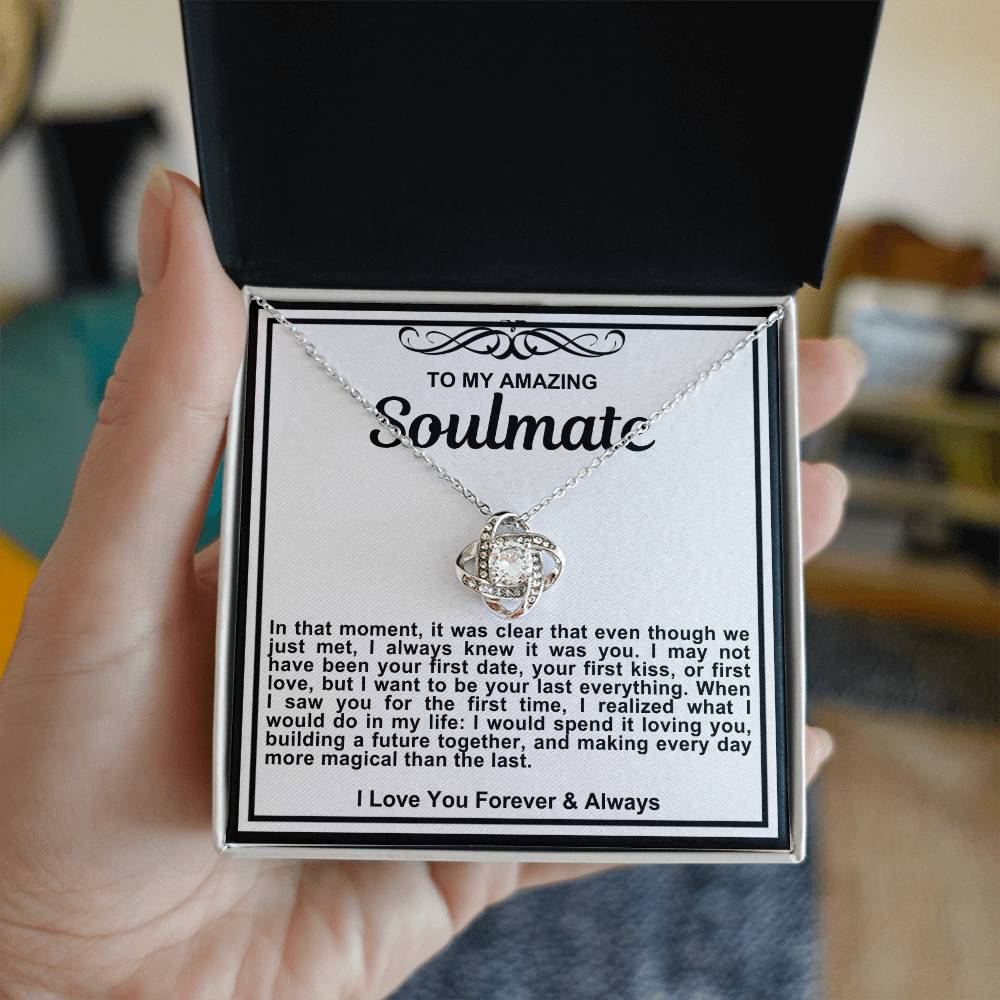 TO MY AMAZING
Soulmate
In that moment, it was clear that even though we
just met, I always knew it was you. I may not
have been your first date, your first kiss, or first
love, but I want to be your last everything. When
I saw you for the first time, I realized what I
would do in my life: I would spend it loving you,
building a future together, and making every day
more magical than the last.
I Love You Forever & Always